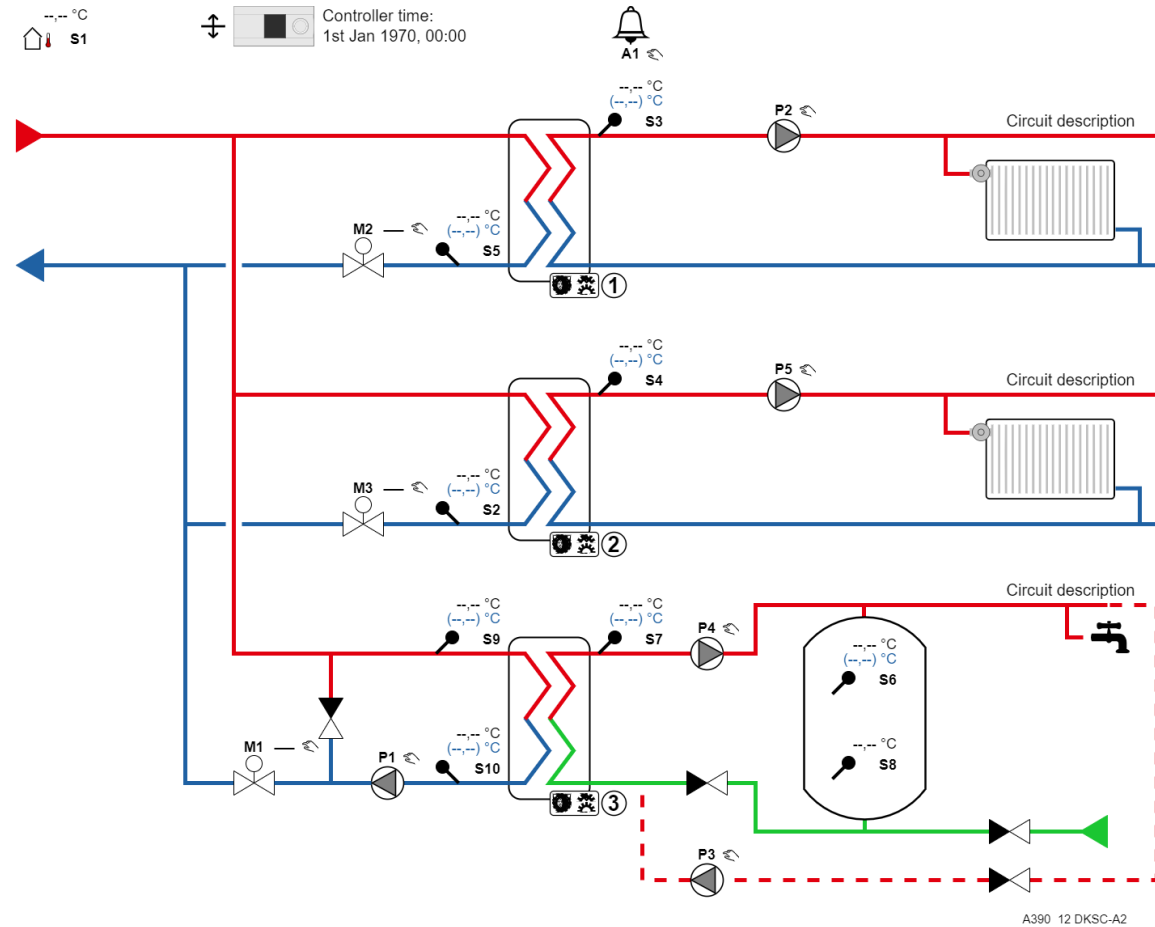 --,-- °C
S1
Controller time:
1st Jan 1970, 00:00
A1
--,-- °C
(--,--) °C
S3
P2
Circuit description
M2
--,-- °C
(--,--) °C
S5
1
--,-- °C
(--,--) °C
S4
P5
Circuit description
M3
--,-- °C
(--,--) °C
S2
2
--,-- °C
(--,--) °C
S9
--,-- °C
(--,--) °C
S7
P4
Circuit description
--,-- °C
(--,--) °C
S6
M1
P1
--,-- °C
(--,--) °C
S10
--,-- °C
S8
3
P3
A390 12 DKSC-A2